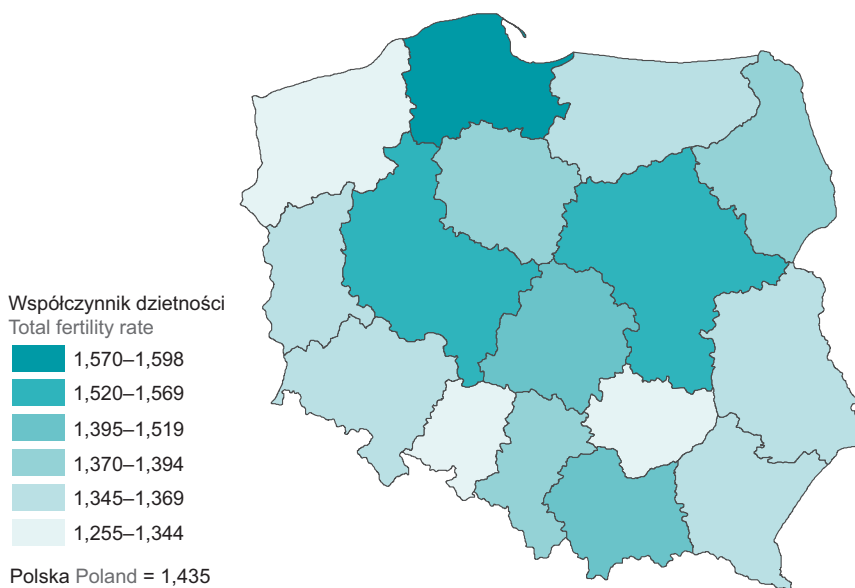 Współczynnik dzietności
Total fertility rate
1,570–1,598
1,520–1,569
1,395–1,519
1,370–1,394
1,345–1,369
1,255–1,344
Polska Poland = 1,435